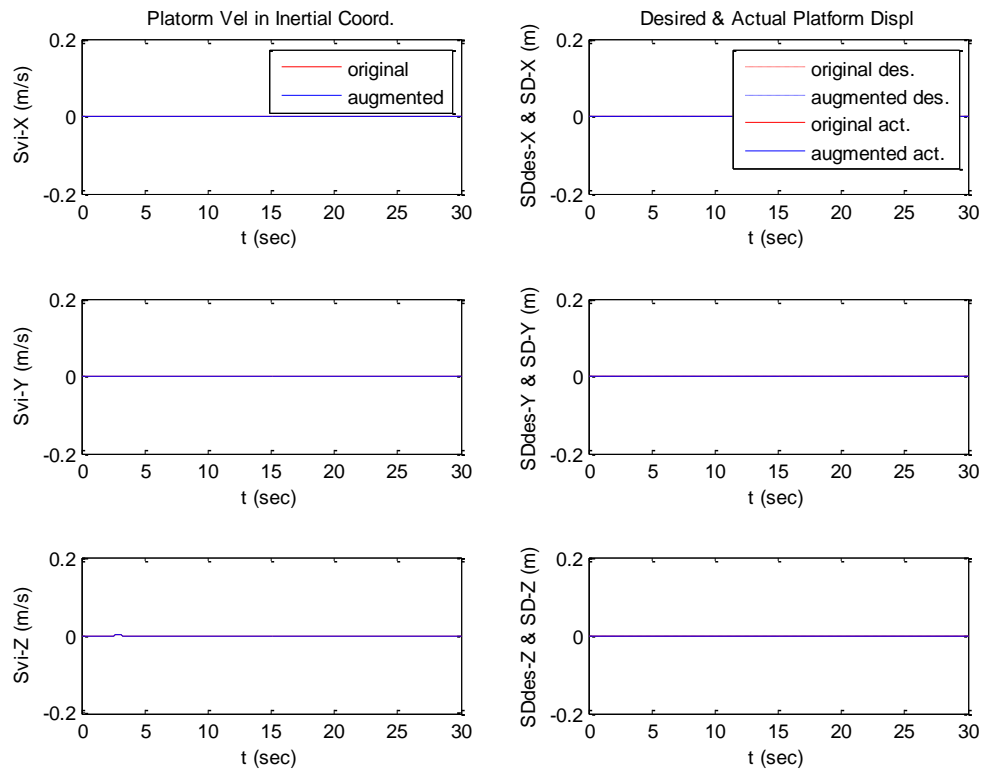 Platorm Vel in Inertial Coord.
0.2
0
-0.2
Svi-X (m/s)
original
augmented
0 5 10 15 20 25 30
t (sec)
Desired & Actual Platform Displ
0.2
0
-0.2
SDdes-X & SD-X (m)
original des.
augmented des.
original act.
augmented act.
0 5 10 15 20 25 30
t (sec)
0.2
0
-0.2
Svi-Y (m/s)
0 5 10 15 20 25 30
t (sec)
0.2
0
-0.2
SDdes-Y & SD-Y (m)
0 5 10 15 20 25 30
t (sec)
0.2
0
-0.2
Svi-Z (m/s)
0 5 10 15 20 25 30
t (sec)
0.2
0
-0.2
SDdes-Z & SD-Z (m)
0 5 10 15 20 25 30
t (sec)